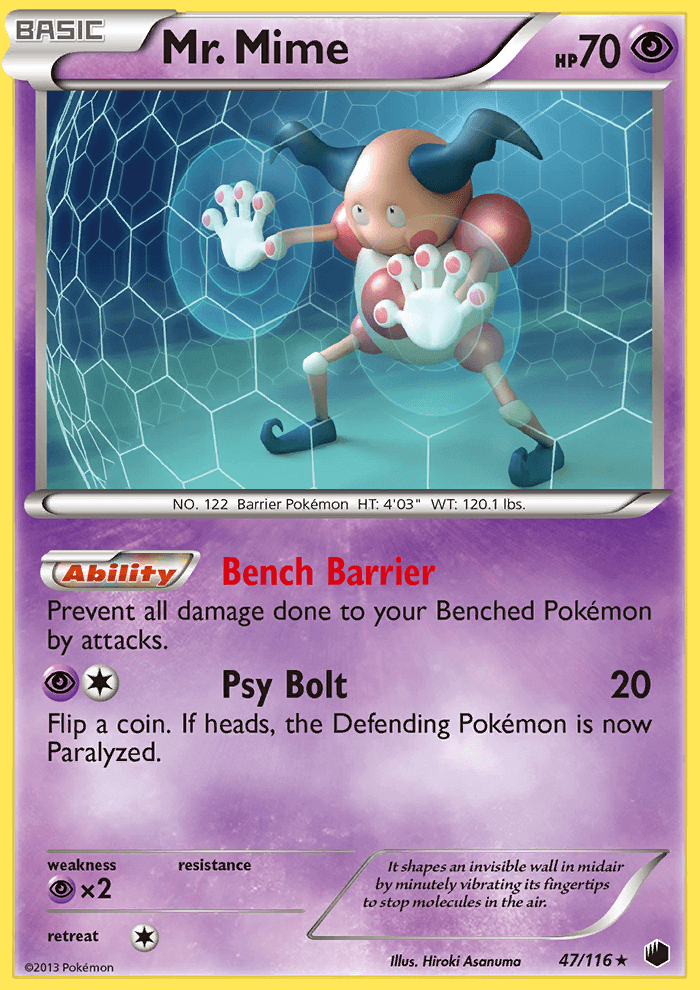 BASIC
Mr. Mime
HP70
NO. 122 Barrier Pokémon HT: 4'03" WT: 120.1 lbs.
Ability Bench Barrier
Prevent all damage done to your Benched Pokémon
by attacks.
Psy Bolt 20
Flip a coin. If heads, the Defending Pokémon is now
Paralyzed.
weakness resistance
×2
retreat
It shapes an invisible wall in midair
by minutely vibrating its fingertips
to stop molecules in the air.
Illus. Hiroki Asanuma 47/116 ★
©2013 Pokémon